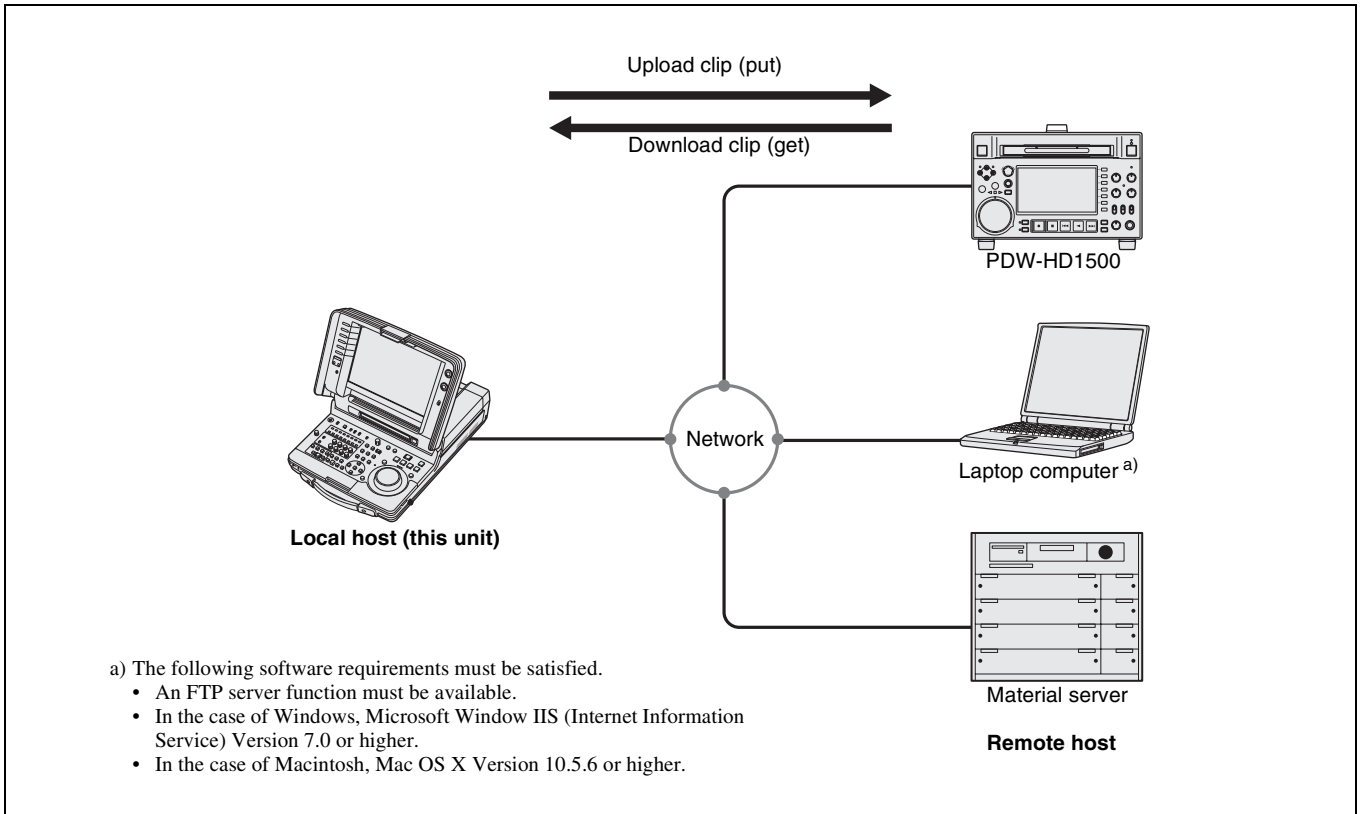 Upload clip (put)
Download clip (get)
PDW-HD1500
Network
Laptop computer a)
Local host (this unit)
Material server
Remote host
a) The following software requirements must be satisfied.
• An FTP server function must be available.
• In the case of Windows, Microsoft Window IIS (Internet Information
Service) Version 7.0 or higher.
• In the case of Macintosh, Mac OS X Version 10.5.6 or higher.